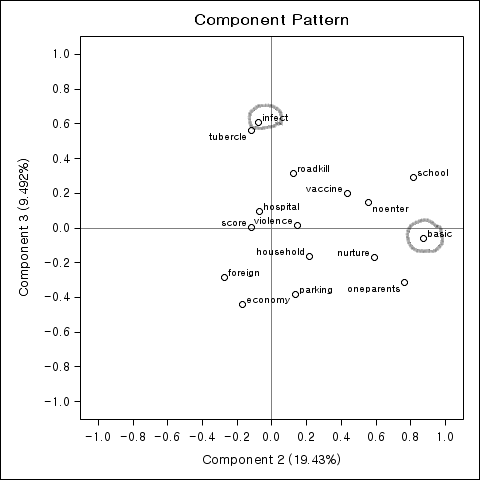 Component Pattern
1.0
0.8
infect
0.6
tubercle
0.4
roadkill
school
vaccine
0.2
noenter
hospital
score
violence
0.0
basic
household
nurture
-0.2
foreign
oneparents
parking
economy
-0.4
-0.6
-0.8
-1.0
Component 3 (9.492%)
-1.0 -0.8 -0.6 -0.4 -0.2 0.0 0.2 0.4 0.6 0.8 1.0
Component 2 (19.43%)